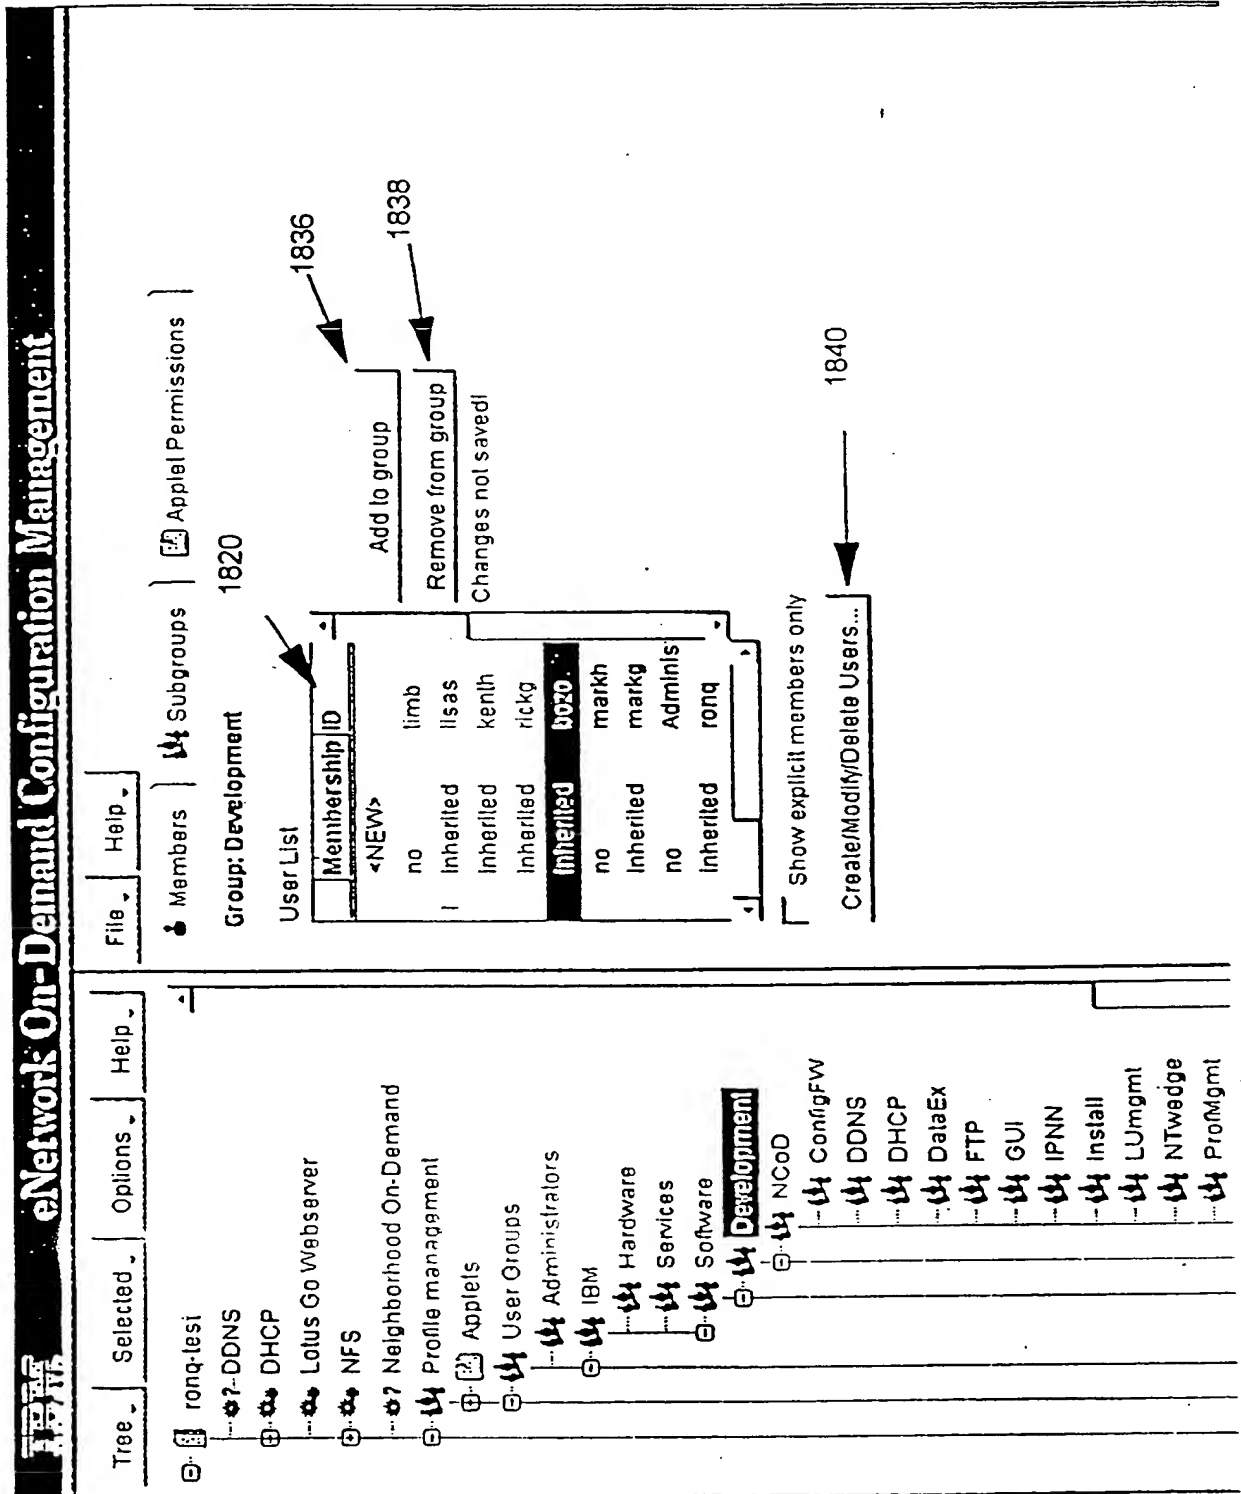 IBM
eNetwork On-Demand Configuration Management
Tree
Selected
Options
Help
ronq-test
?-DDNS
DHCP
Lotus Go Webserver
NFS
? Neighborhood On-Demand
Profile management
Applets
User Groups
Administrators
IBM
Hardware
Services
Software
Development
NCoD
ConfigFW
DDNS
DHCP
DataEx
FTP
GUI
IPNN
Install
LUmgmt
NTwedge
ProfMgmt
File
Help
Members
Subgroups
Applet Permissions
Group: Development
1820
User List
Membership ID
<NEW>
no limb
Inherited lisas
Inherited kenth
Inherited rickg
Inherited bozo
no markh
Inherited markg
no Adminis
Inherited ronq
Add to group
1836
Remove from group
1838
Changes not saved!
Show explicit members only
Create/Modify/Delete Users...
1840